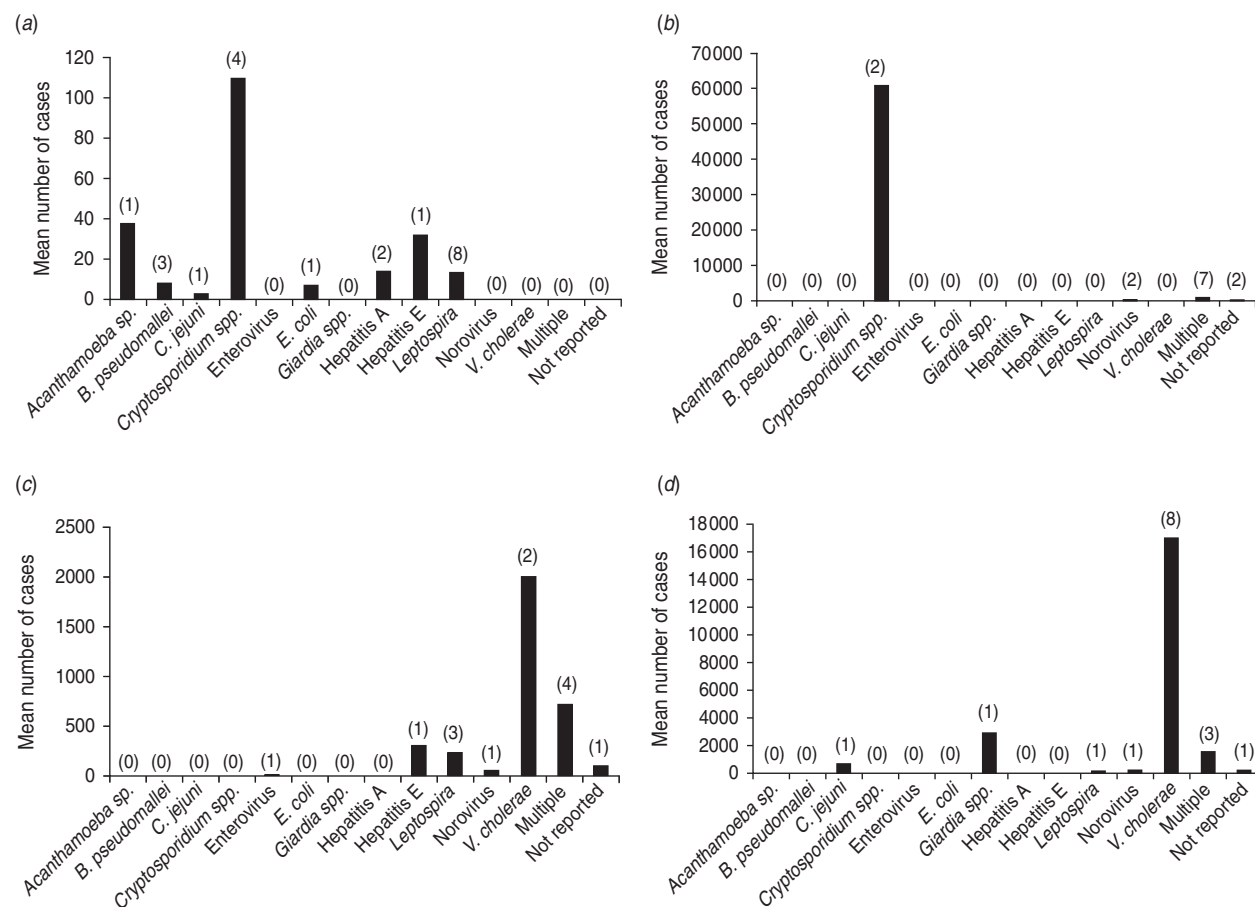 (a)
Mean number of cases
120
100
80
60
40
20
0
(1)
(3)
(1)
(4)
(0)
(1)
(0)
(2)
(1)
(8)
(0)
(0)
(0)
(0)
Acanthamoeba sp.
B. pseudomallei
C. jejuni
Cryptosporidium spp.
Enterovirus
E. coli
Giardia spp.
Hepatitis A
Hepatitis E
Leptospira
Norovirus
V. cholerae
Multiple
Not reported
(b)
Mean number of cases
70000
60000
50000
40000
30000
20000
10000
0
(0)
(0)
(0)
(2)
(0)
(0)
(0)
(0)
(0)
(0)
(2)
(0)
(7)
(2)
Acanthamoeba sp.
B. pseudomallei
C. jejuni
Cryptosporidium spp.
Enterovirus
E. coli
Giardia spp.
Hepatitis A
Hepatitis E
Leptospira
Norovirus
V. cholerae
Multiple
Not reported
(c)
Mean number of cases
2500
2000
1500
1000
500
0
(0)
(0)
(0)
(0)
(1)
(0)
(0)
(0)
(1)
(3)
(1)
(2)
(4)
(1)
Acanthamoeba sp.
B. pseudomallei
C. jejuni
Cryptosporidium spp.
Enterovirus
E. coli
Giardia spp.
Hepatitis A
Hepatitis E
Leptospira
Norovirus
V. cholerae
Multiple
Not reported
(d)
Mean number of cases
18000
16000
14000
12000
10000
8000
6000
4000
2000
0
(0)
(0)
(1)
(0)
(0)
(0)
(1)
(0)
(0)
(1)
(1)
(8)
(3)
(1)
Acanthamoeba sp.
B. pseudomallei
C. jejuni
Cryptosporidium spp.
Enterovirus
E. coli
Giardia spp.
Hepatitis A
Hepatitis E
Leptospira
Norovirus
V. cholerae
Multiple
Not reported